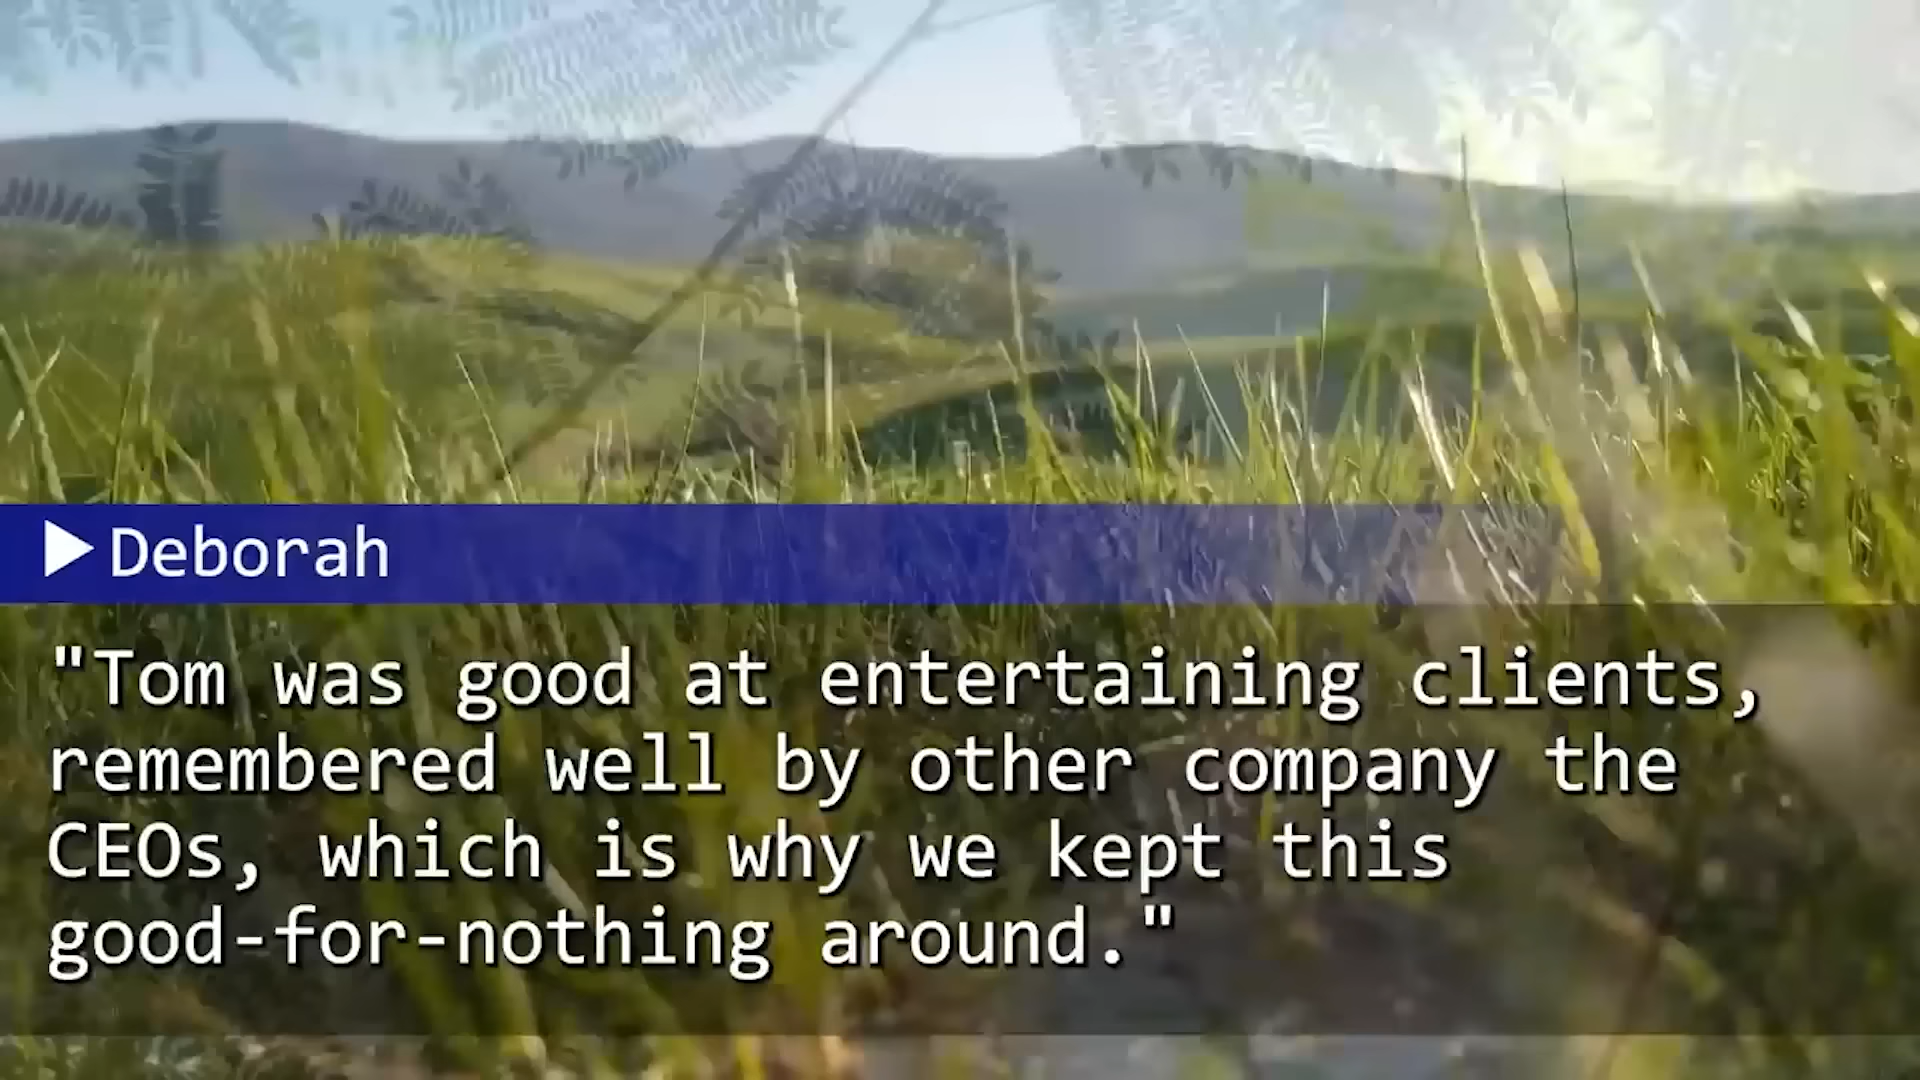 ▶Deborah
"Tom was good at entertaining clients,
remembered well by other company the
CEOs, which is why we kept this
good-for-nothing around."